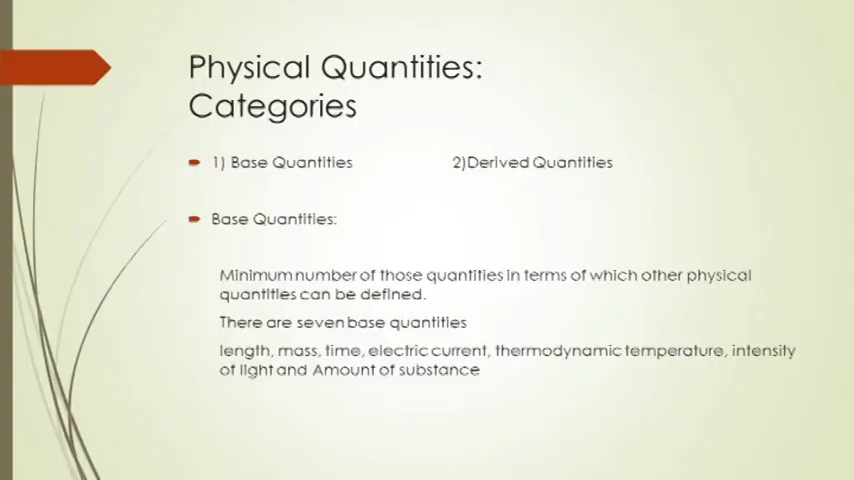 Physical Quantities:
Categories
1) Base Quantities 2)Derived Quantities
Base Quantities:
Minimum number of those quantities in terms of which other physical
quantities can be defined.
There are seven base quantities
length, mass, time, electric current, thermodynamic temperature, intensity
of light and Amount of substance